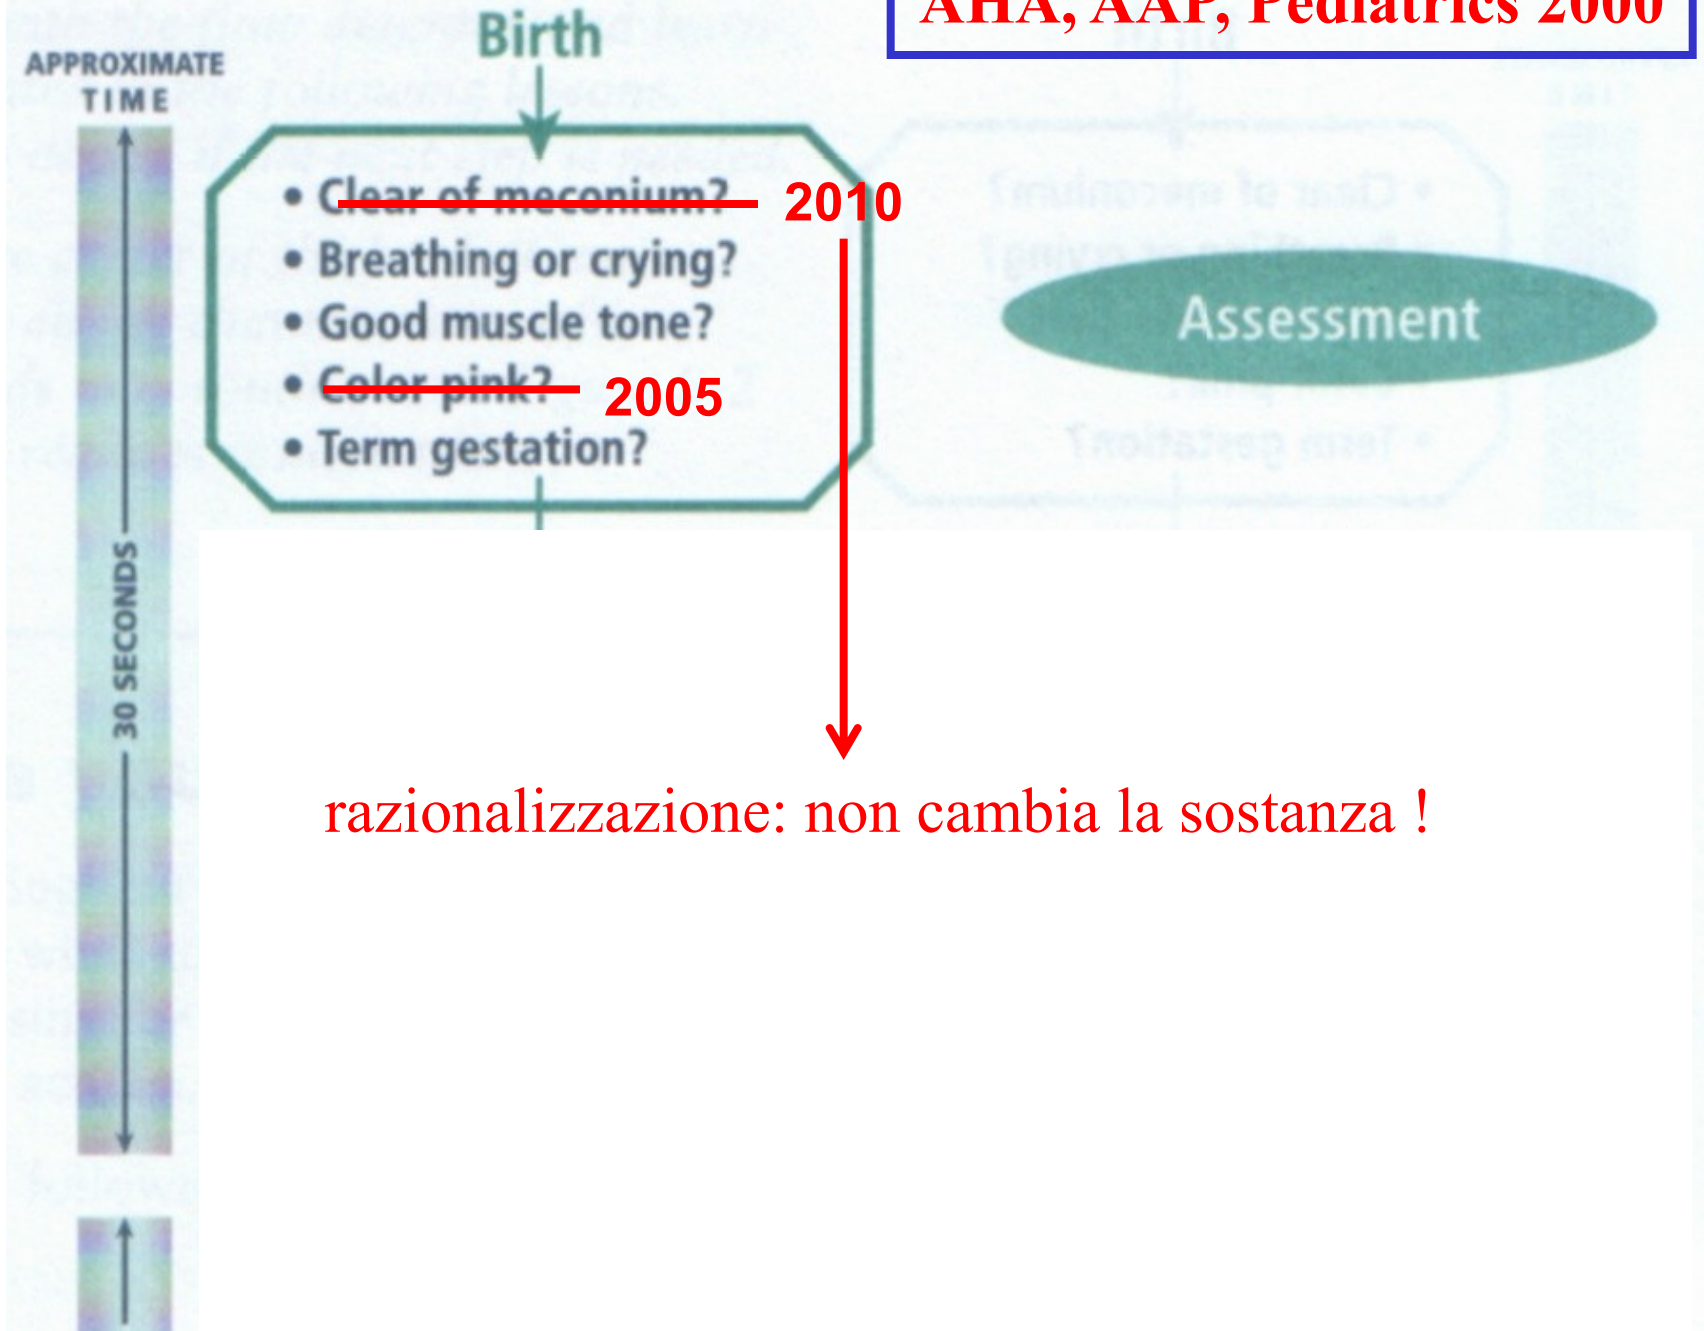 AHA, AAP, Pediatrics 2000
Birth
APPROXIMATE
TIME
• Clear of meconium? 2010
• Breathing or crying?
• Good muscle tone?
• Color pink? 2005
• Term gestation?
Assessment
30 SECONDS
razionalizzazione: non cambia la sostanza !